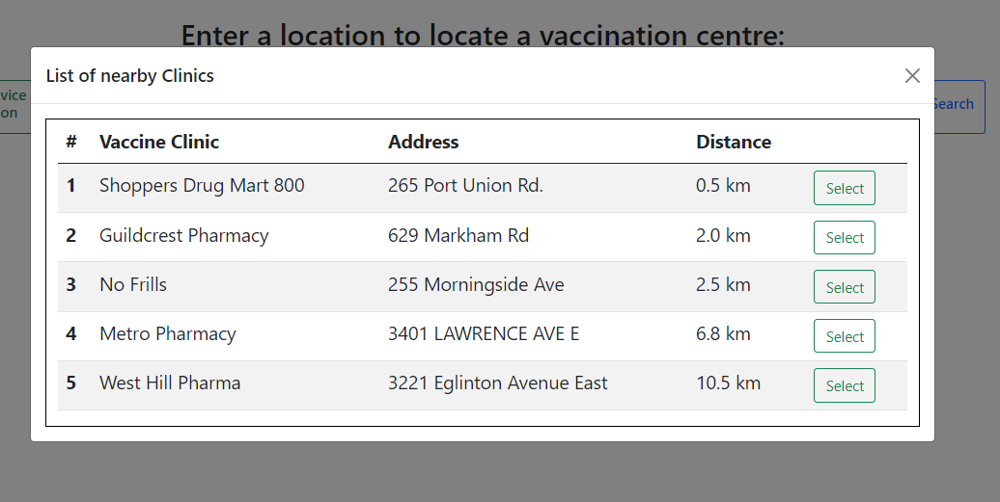 Enter a location to locate a vaccination centre:
List of nearby Clinics
vice
on
Search
# Vaccine Clinic Address Distance
1 Shoppers Drug Mart 800 265 Port Union Rd. 0.5 km Select
2 Guildcrest Pharmacy 629 Markham Rd 2.0 km Select
3 No Frills 255 Morningside Ave 2.5 km Select
4 Metro Pharmacy 3401 LAWRENCE AVE E 6.8 km Select
5 West Hill Pharma 3221 Eglinton Avenue East 10.5 km Select